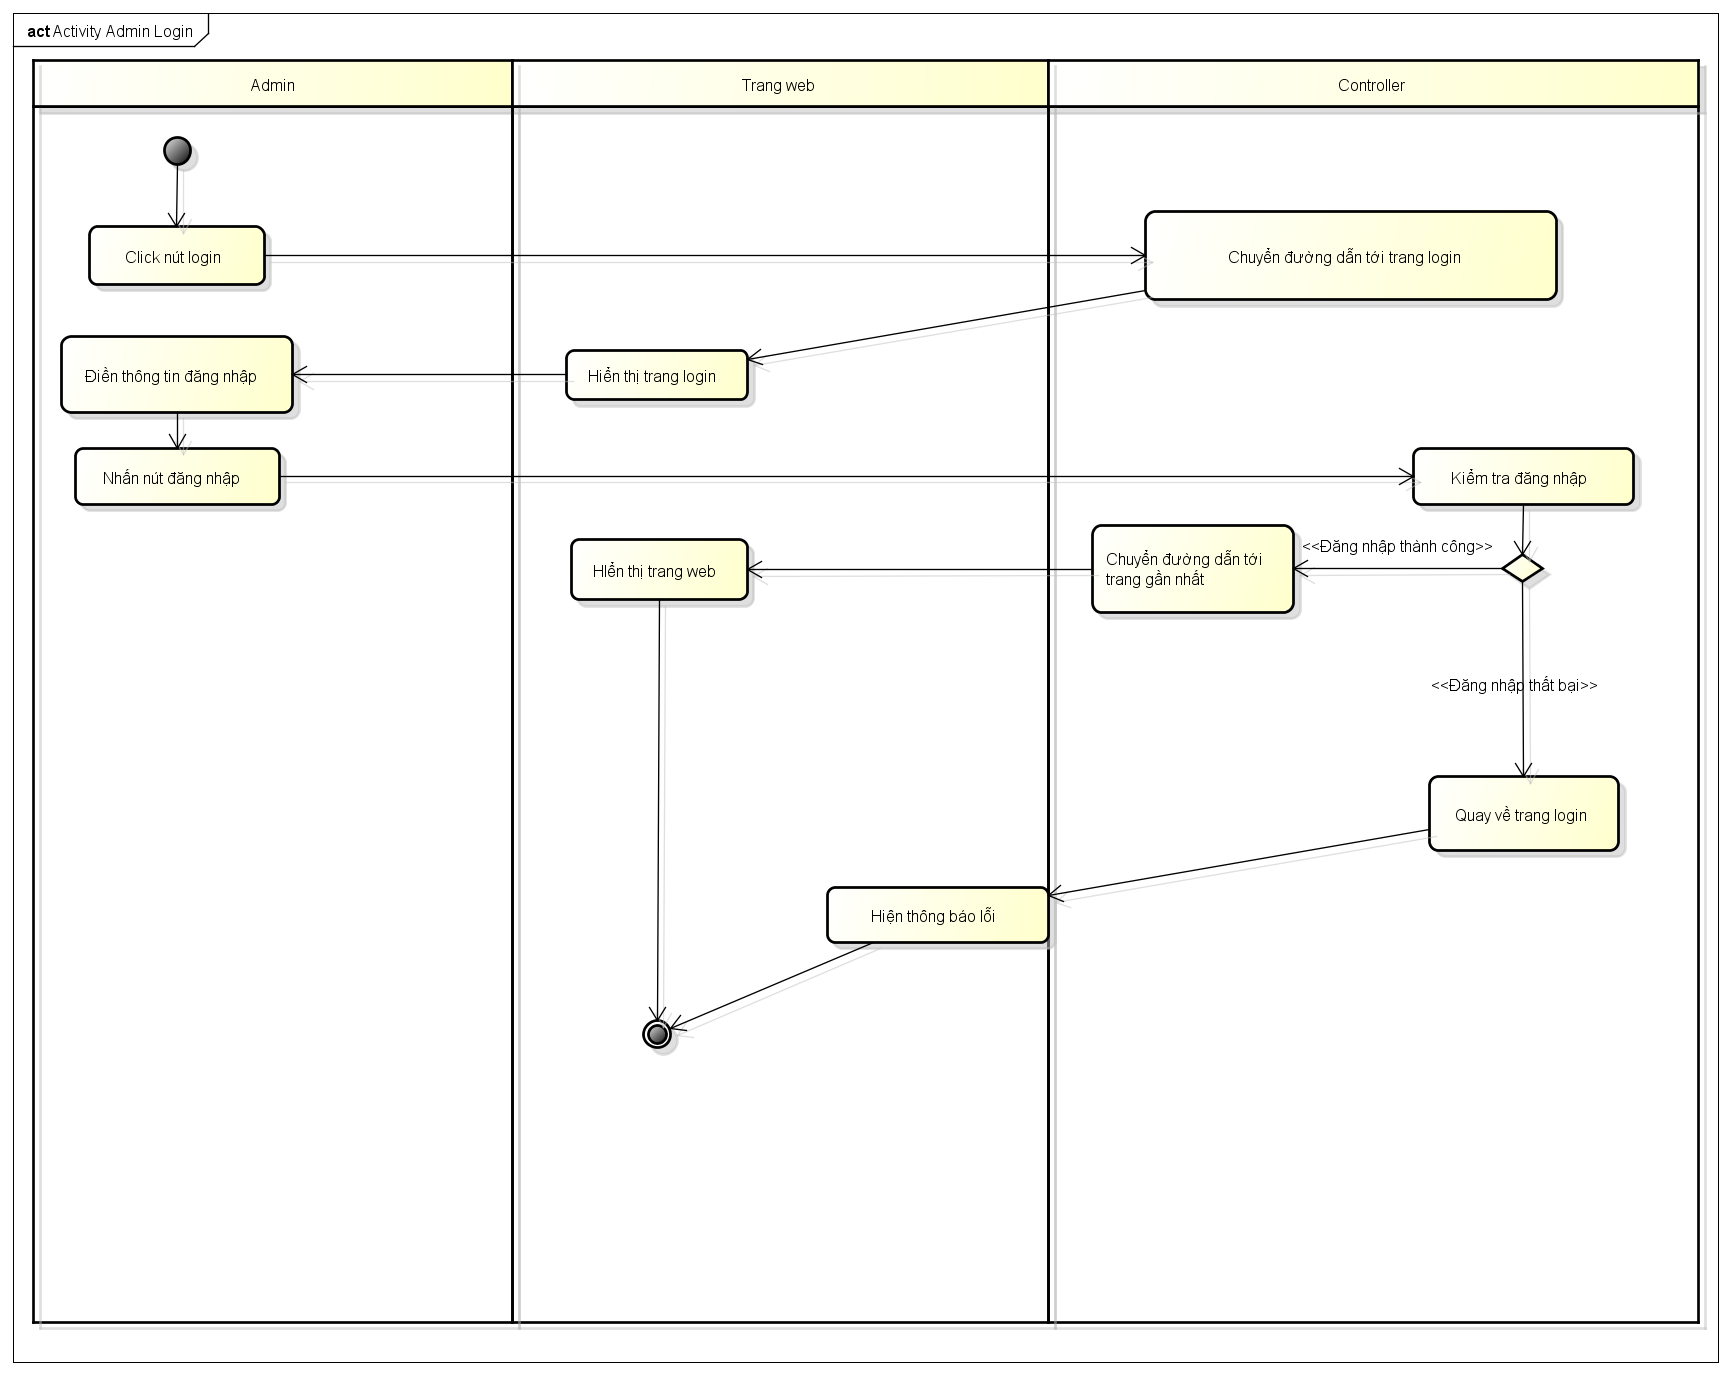 act Activity Admin Login
Admin
Trang web
Controller
Click nút login
Chuyển đường dẫn tới trang login
Điền thông tin đăng nhập
Hiển thị trang login
Nhấn nút đăng nhập
Kiểm tra đăng nhập
<<Đăng nhập thành công>>
Chuyển đường dẫn tới
trang gần nhất
HIển thị trang web
<<Đăng nhập thất bại>>
Quay về trang login
Hiện thông báo lỗi